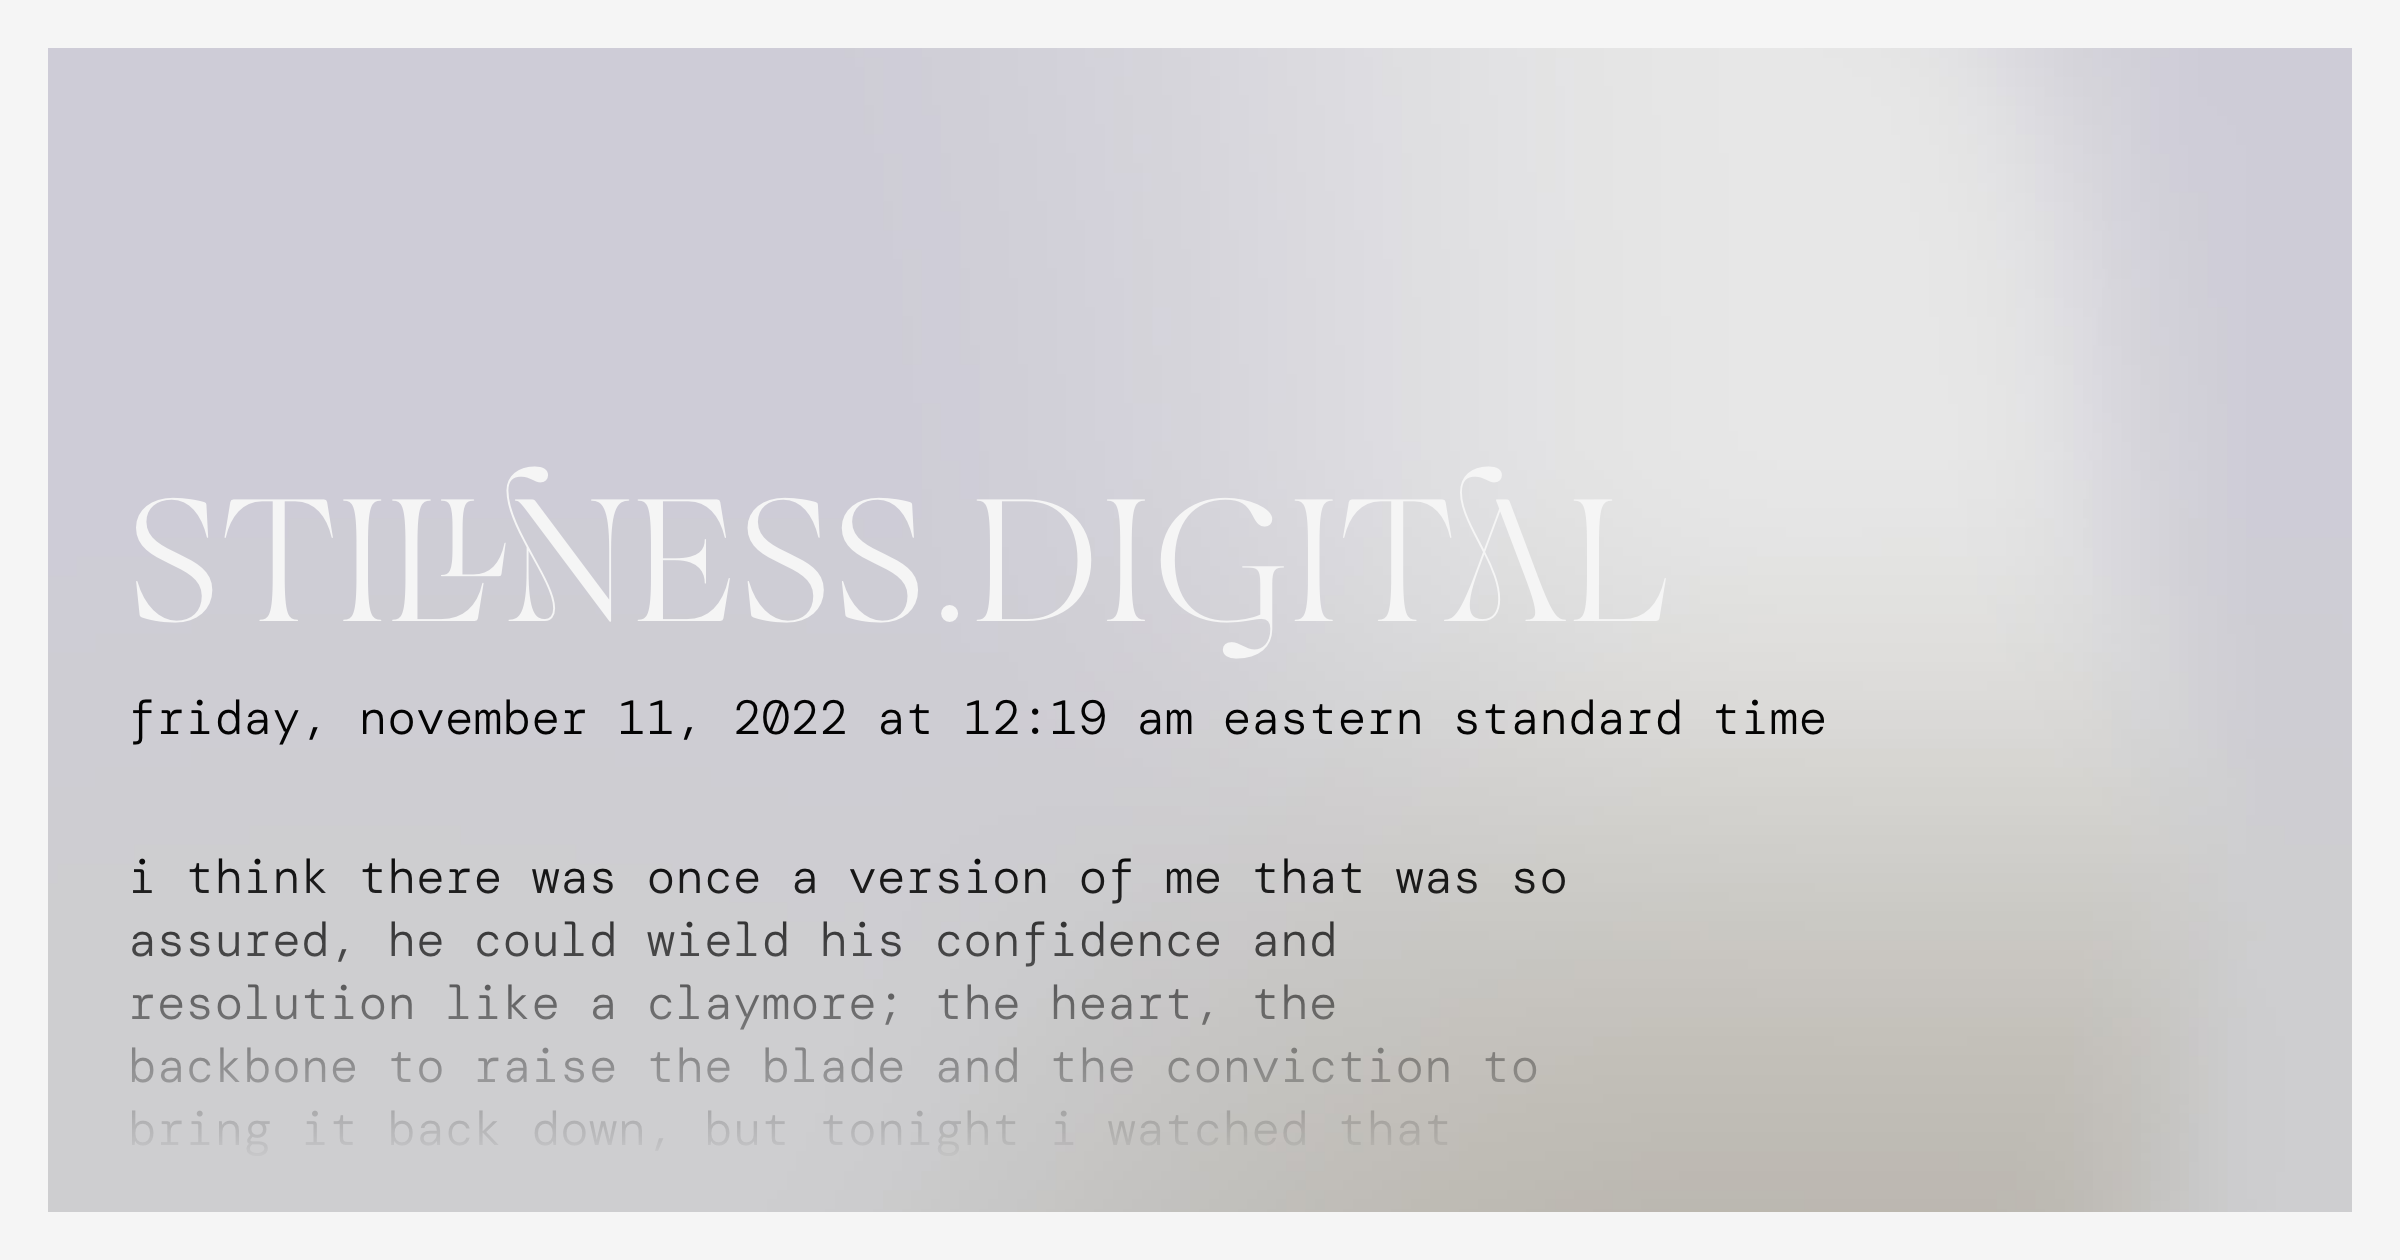 STILLNESS.DIGITAL
friday, november 11, 2022 at 12:19 am eastern standard time
i think there was once a version of me that was so
assured, he could wield his confidence and
resolution like a claymore; the heart, the
backbone to raise the blade and the conviction to
bring it back down, but tonight i watched that